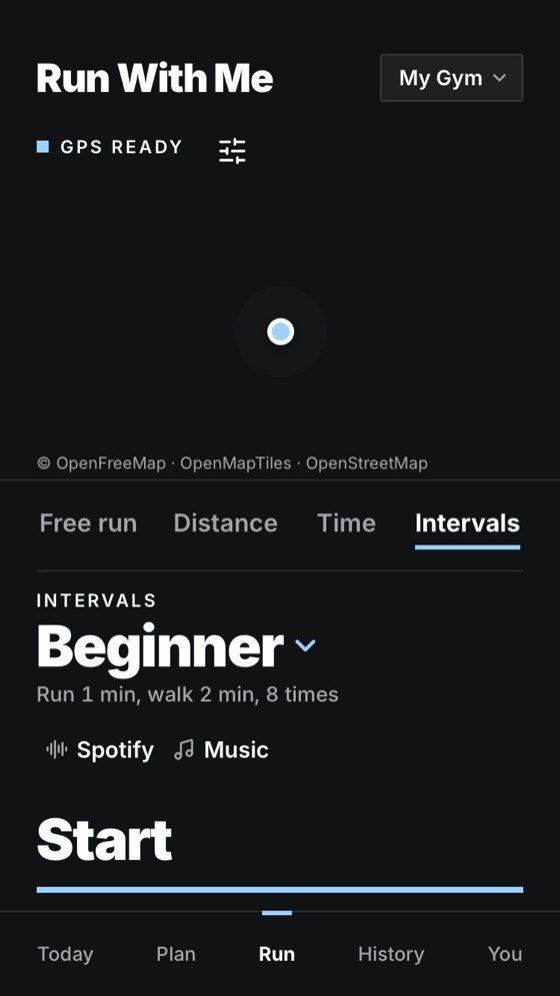 Run With Me
My Gym
GPS READY
© OpenFreeMap · OpenMapTiles · OpenStreetMap
Free run Distance Time Intervals
INTERVALS
Beginner
Run 1 min, walk 2 min, 8 times
Spotify Music
Start
Today Plan Run History You